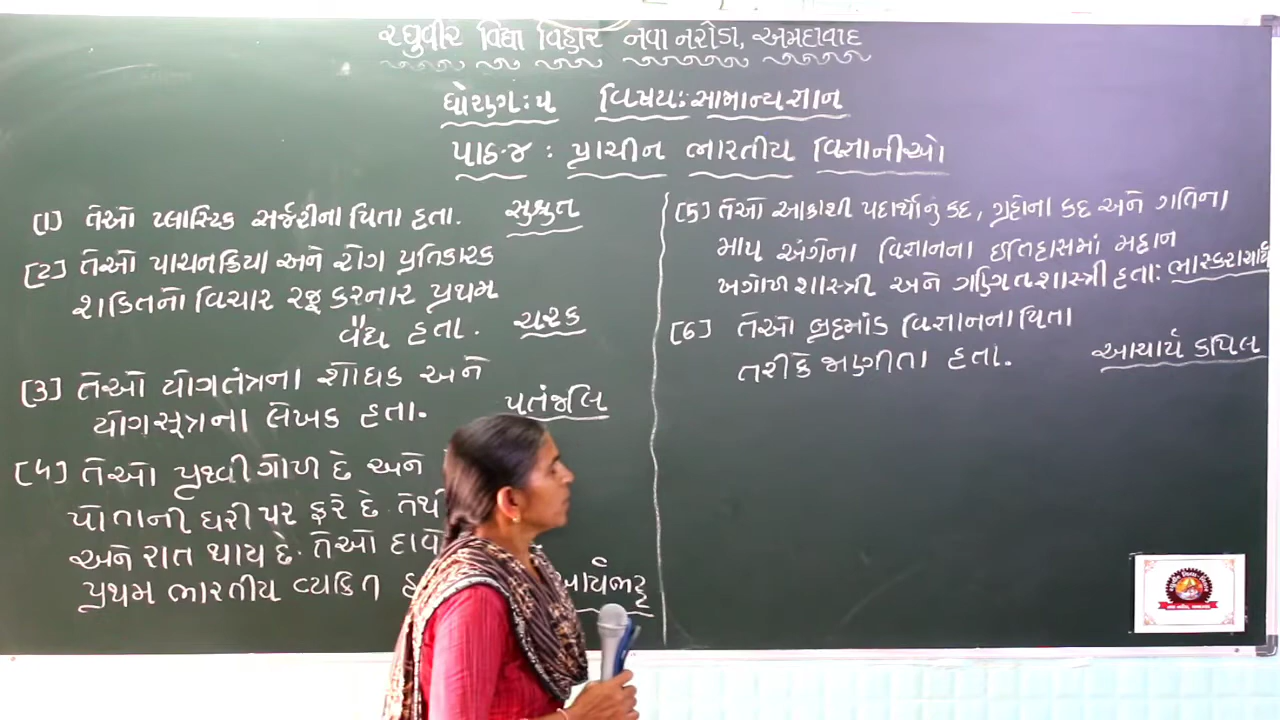 રઘુવીર વિદ્યા વિહાર નવા નરોડા, અમદાવાદ
ધોરણ: ૫ વિષય: સામાન્યજ્ઞાન
પાઠ.૪ : પ્રાચીન ભારતીય વિજ્ઞાનીઓ
[1] તેઓ પ્લાસ્ટિક સર્જરીના પિતા હતા. સુશ્રુત
[2] તેઓ પાચનક્રિયા અને રોગ પ્રતિકારક
શક્તિનો વિચાર રજૂ કરનાર પ્રથમ
વૈદ્ય હતા. ચરક
[3] તેઓ યોગતંત્રના શોધક અને
યોગસૂત્રના લેખક હતા. પતંજલિ
[4] તેઓ પૃથ્વી ગોળ છે અને
પોતાની ધરી પર ફરે છે. તેથી
અને રાત થાય છે. તેઓ
પ્રથમ ભારતીય વ્યક્તિ
[5] તેઓ આકાશી પદાર્થોનું કદ, ગ્રહોના કદ અને ગતિના
માપ અંગેના વિજ્ઞાનના ઈતિહાસમાં મહાન
ખગોળશાસ્ત્રી અને ગણિતશાસ્ત્રી હતા: ભાસ્કરાચાર્ય
[6] તેઓ બ્રહ્માંડ વિજ્ઞાનના પિતા
તરીકે જાણીતા હતા. આચાર્ય કપિલ